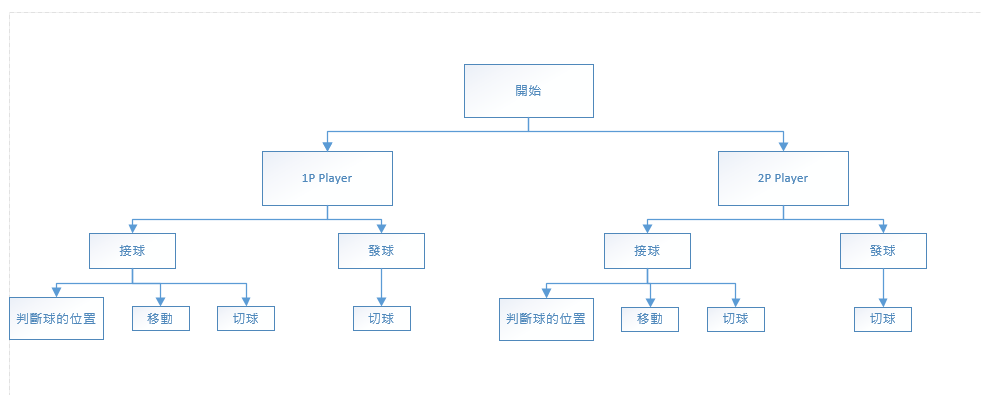 開始
1P Player
2P Player
接球
發球
接球
發球
判斷球的位置
移動
切球
切球
判斷球的位置
移動
切球
切球